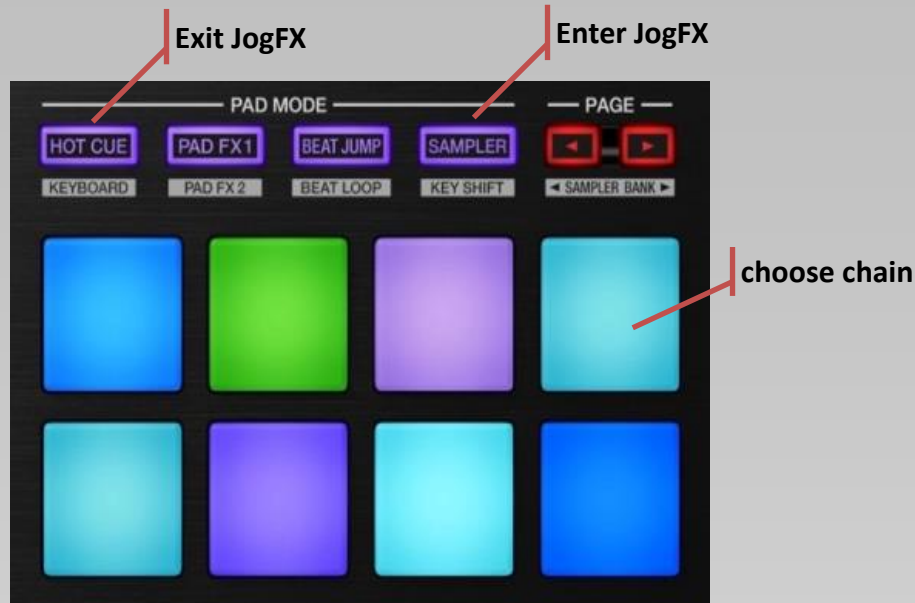 Exit JogFX
Enter JogFX
PAD MODE
PAGE
HOT CUE
PAD FX1
BEAT JUMP
SAMPLER
◄
►
KEYBOARD
PAD FX 2
BEAT LOOP
KEY SHIFT
◄ SAMPLER BANK ►
choose chain